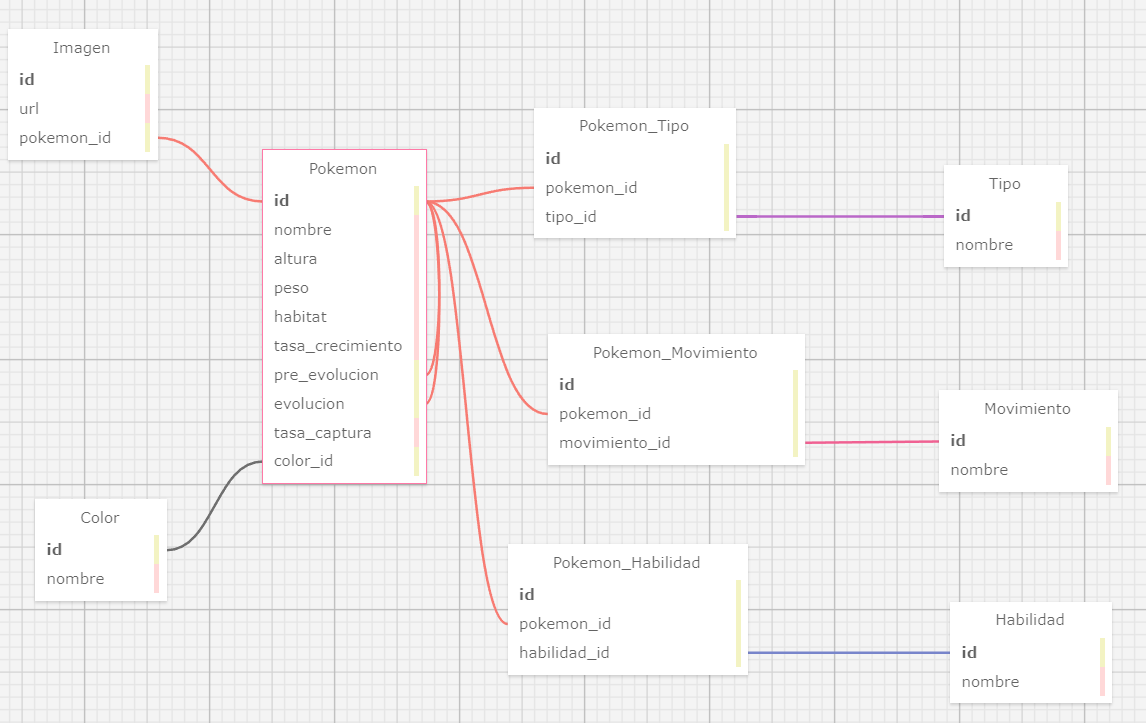 Imagen
id
url
pokemon_id
Pokemon
id
nombre
altura
peso
habitat
tasa_crecimiento
pre_evolucion
evolucion
tasa_captura
color_id
Color
id
nombre
Pokemon_Tipo
id
pokemon_id
tipo_id
Tipo
id
nombre
Pokemon_Movimiento
id
pokemon_id
movimiento_id
Movimiento
id
nombre
Pokemon_Habilidad
id
pokemon_id
habilidad_id
Habilidad
id
nombre